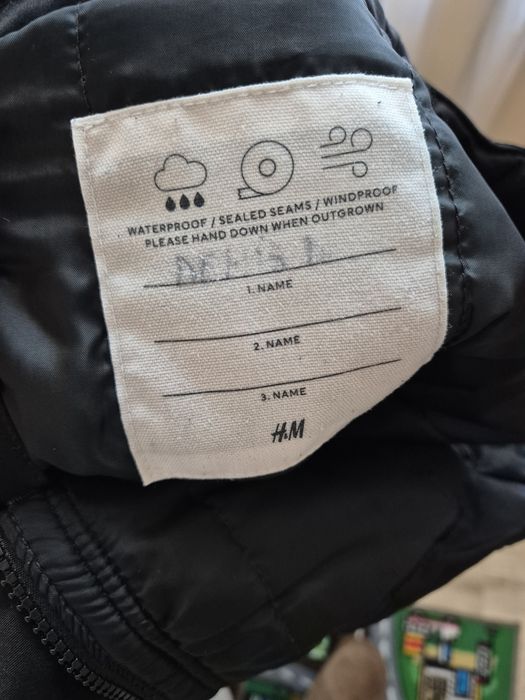 WATERPROOF / SEALED SEAMS / WINDPROOF
PLEASE HAND DOWN WHEN OUTGROWN
1. NAME
2. NAME
3. NAME
H&M